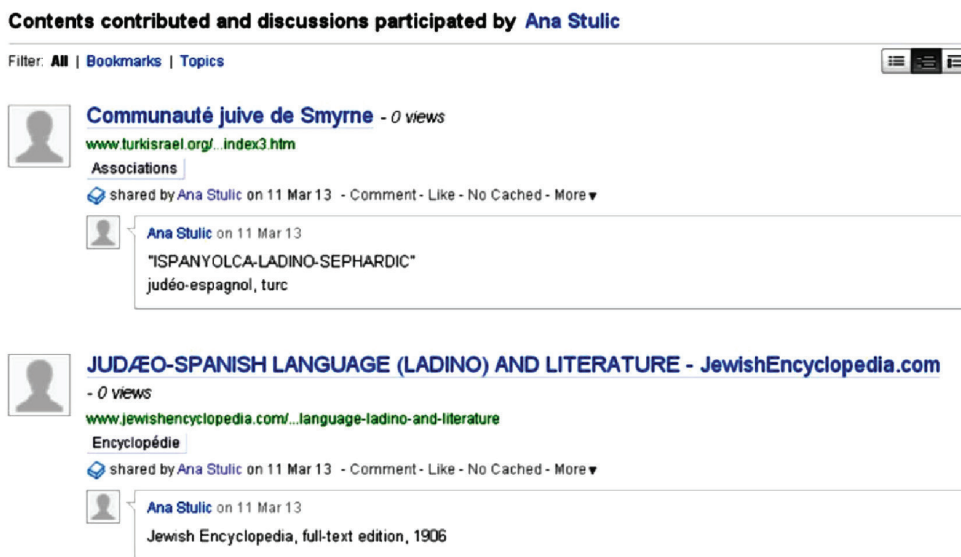 Contents contributed and discussions participated by Ana Stulic
Filter: All | Bookmarks | Topics
Communauté juive de Smyrne - 0 views
www.turkisrael.org/...index3.htm
Associations
shared by Ana Stulic on 11 Mar 13 - Comment - Like - No Cached - More ▾
Ana Stulic on 11 Mar 13
"ISPANYOLCA-LADINO-SEPHARDIC"
judéo-espagnol, turc
JUDÆO-SPANISH LANGUAGE (LADINO) AND LITERATURE - JewishEncyclopedia.com
- 0 views
www.jewishencyclopedia.com/...language-ladino-and-literature
Encyclopédie
shared by Ana Stulic on 11 Mar 13 - Comment - Like - No Cached - More ▾
Ana Stulic on 11 Mar 13
Jewish Encyclopedia, full-text edition, 1906